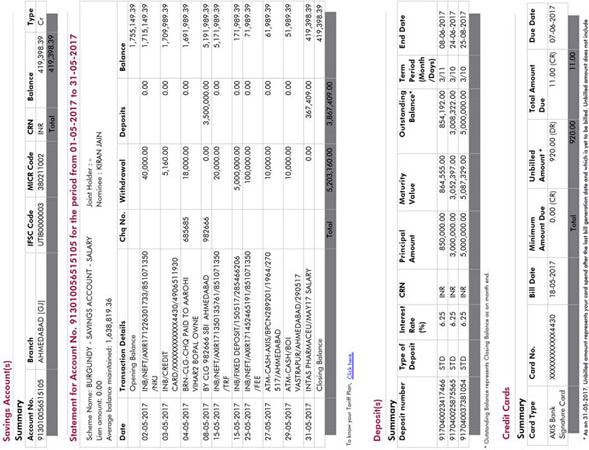 Savings Account(s)
Summary
Account No. Branch IFSC Code MICR Code CRN Balance Type
913010056515105 AHMEDABAD [GJ] UTIB0000003 380211002 INR 419,398.39 Cr
Total 419,398.39
Statement for Account No. 913010056515105 for the period from 01-05-2017 to 31-05-2017
Scheme Name: BURGUNDY - SAVINGS ACCOUNT - SALARY Joint Holder : -
Lien amount: 0.00 Nominee : KIRAN JAIN
Average balance maintained: 1,638,819.36
Date Transaction Details Chq No. Withdrawal Deposits Balance
Opening Balance 1,755,149.39
02-05-2017 INB/NEFT/AXIR171226301733/851071350 40,000.00 0.00 1,715,149.39
/INKU
03-05-2017 INB/CREDIT 5,160.00 0.00 1,709,989.39
CARD/XXXXXXXXXXXX4430/4906511930
04-05-2017 BRN-CLG-CHQ PAID TO AAROHI 685685 18,000.00 0.00 1,691,989.39
VIHAR2 BOPAL OWNE
08-05-2017 BY CLG 982666 SBI AHMEDABAD 982666 0.00 3,500,000.00 5,191,989.39
15-05-2017 INB/NEFT/AXIR171350135761/851071350 20,000.00 0.00 5,171,989.39
/TRF
15-05-2017 INB/FIXED DEPOSIT/150517/285466206 5,000,000.00 0.00 171,989.39
25-05-2017 INB/NEFT/AXIR171452465191/851071350 100,000.00 0.00 71,989.39
/FEE
27-05-2017 ATM-CASH-AXIS/BPCN289201/1964/270 10,000.00 0.00 61,989.39
517/AHMEDABAD
29-05-2017 ATM-CASH/BOI 10,000.00 0.00 51,989.39
VASTRAPUR/AHMEDABAD/290517
31-05-2017 INTAS PHARMACEU/MAY17 SALARY 367,409.00 419,398.39
Closing Balance 419,398.39
Total 5,203,160.00 3,867,409.00
To know your Tariff Plan, Click here.
Deposit(s)
Summary
Deposit number Type of Deposit Interest Rate (%) CRN Principal Amount Maturity Value Outstanding Balance* Term Period (Month /Days) End Date
917040023417466 STD 6.25 INR 850,000.00 864,555.00 854,192.00 3/11 08-06-2017
917040025875565 STD 6.25 INR 3,000,000.00 3,052,397.00 3,008,322.00 3/10 24-06-2017
917040052381054 STD 6.25 INR 5,000,000.00 5,087,329.00 5,000,000.00 3/10 25-08-2017
* Outstanding Balance represents Closing Balance as on month end.
Credit Cards
Summary
Card Type Card No. Bill Date Minimum Amount Due Unbilled Amount * Total Amount Due Due Date
AXIS Bank Signature Card XXXXXXXXXXXX4430 18-05-2017 0.00 (CR) 920.00 (DR) 11.00 (CR) 07-06-2017
Total 920.00 11.00
* As on 31-05-2017 Unbilled amount represents your card spend after the last bill generation date and which is yet to be billed. Unbilled amount does not include